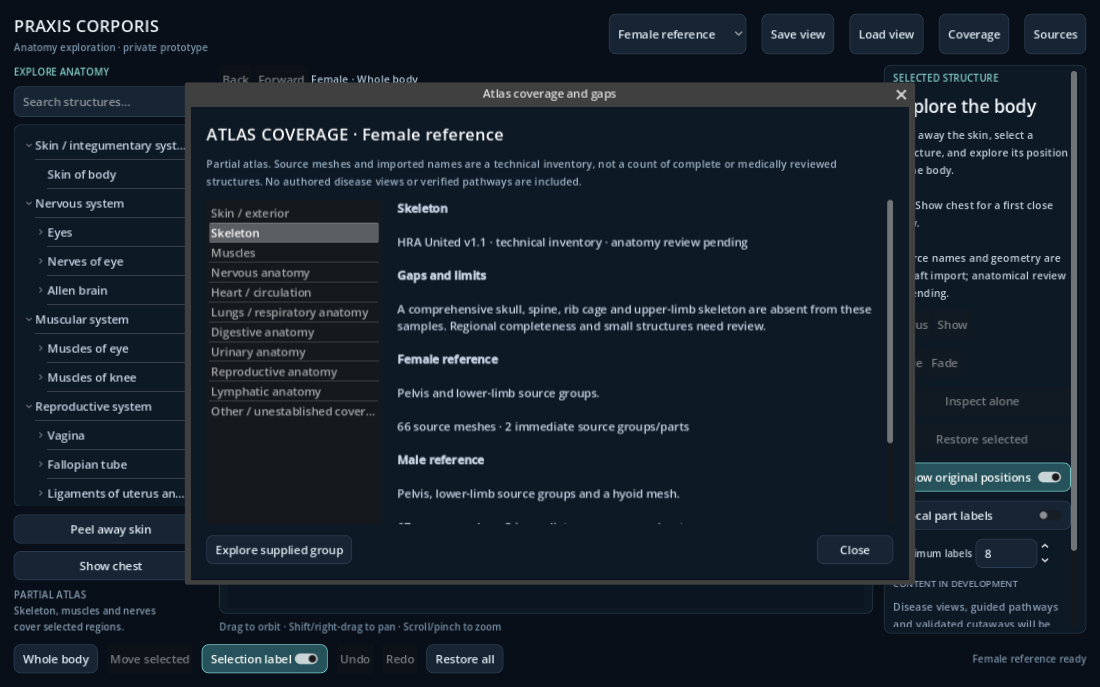 PRAXIS CORPORIS
Anatomy exploration · private prototype
Female reference
Save view
Load view
Coverage
Sources
EXPLORE ANATOMY
Search structures...
Skin / integumentary syst...
Skin of body
Nervous system
Eyes
Nerves of eye
Allen brain
Muscular system
Muscles of eye
Muscles of knee
Reproductive system
Vagina
Fallopian tube
Ligaments of uterus an...
Peel away skin
Show chest
PARTIAL ATLAS
Skeleton, muscles and nerves
cover selected regions.
Back
Forward
Female · Whole body
Atlas coverage and gaps
ATLAS COVERAGE · Female reference
Partial atlas. Source meshes and imported names are a technical inventory, not a count of complete or medically reviewed
structures. No authored disease views or verified pathways are included.
Skin / exterior
Skeleton
Muscles
Nervous anatomy
Heart / circulation
Lungs / respiratory anatomy
Digestive anatomy
Urinary anatomy
Reproductive anatomy
Lymphatic anatomy
Other / unestablished cover...
Skeleton
HRA United v1.1 · technical inventory · anatomy review pending
Gaps and limits
A comprehensive skull, spine, rib cage and upper-limb skeleton are absent from these
samples. Regional completeness and small structures need review.
Female reference
Pelvis and lower-limb source groups.
66 source meshes · 2 immediate source groups/parts
Male reference
Pelvis, lower-limb source groups and a hyoid mesh.
Explore supplied group
Close
SELECTED STRUCTURE
plore the body
away the skin, select a
cture, and explore its position
e body.
Show chest for a first close
rce names and geometry are
aft import; anatomical review
ending.
us
Show
e
Fade
Inspect alone
Restore selected
ow original positions
cal part labels
imum labels
8
CONTENT IN DEVELOPMENT
Disease views, guided pathways
and validated cutaways will be
Drag to orbit · Shift/right-drag to pan · Scroll/pinch to zoom
Whole body
Move selected
Selection label
Undo
Redo
Restore all
Female reference ready